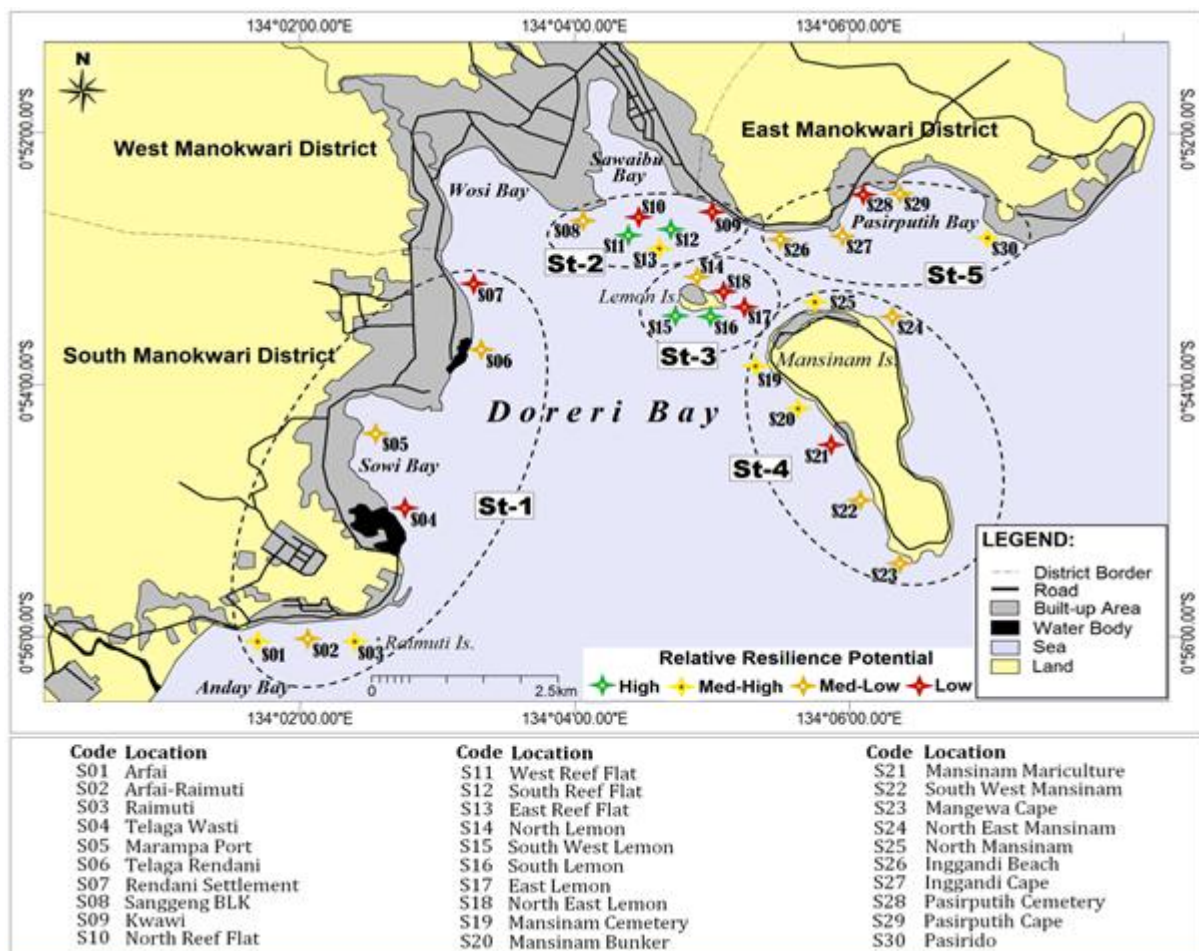 134°02'00.00"E 134°04'00.00"E 134°06'00.00"E
N
0°52'00.00"S 0°52'00.00"S
West Manokwari District
East Manokwari District
Sawaibu
Bay
Wosi Bay
S10 S09 S28 S29
Pasirputih Bay
S08 S11 S12 S13 S26 S27 S30
St-2 St-5
S14 S18
Lemon Is.
S07 S15 S16 S17 S25 S24
St-3
South Manokwari District
S06 Mansinam Is.
S19
0°54'00.00"S 0°54'00.00"S
Doreri Bay
S20
S05
Sowi Bay
S21
St-4
S04
St-1
S22
S23
LEGEND:
District Border
Road
Built-up Area
Water Body
Sea
Land
0°56'00.00"S 0°56'00.00"S
S01 S02 S03 Raimuti Is.
Anday Bay
0 2.5km
Relative Resilience Potential
High Med-High Med-Low Low
134°02'00.00"E 134°04'00.00"E 134°06'00.00"E
Code Location
S01 Arfai
S02 Arfai-Raimuti
S03 Raimuti
S04 Telaga Wasti
S05 Marampa Port
S06 Telaga Rendani
S07 Rendani Settlement
S08 Sanggeng BLK
S09 Kwawi
S10 North Reef Flat
Code Location
S11 West Reef Flat
S12 South Reef Flat
S13 East Reef Flat
S14 North Lemon
S15 South West Lemon
S16 South Lemon
S17 East Lemon
S18 North East Lemon
S19 Mansinam Cemetery
S20 Mansinam Bunker
Code Location
S21 Mansinam Mariculture
S22 South West Mansinam
S23 Mangewa Cape
S24 North East Mansinam
S25 North Mansinam
S26 Inggandi Beach
S27 Inggandi Cape
S28 Pasirputih Cemetery
S29 Pasirputih Cape
S30 Pasirido